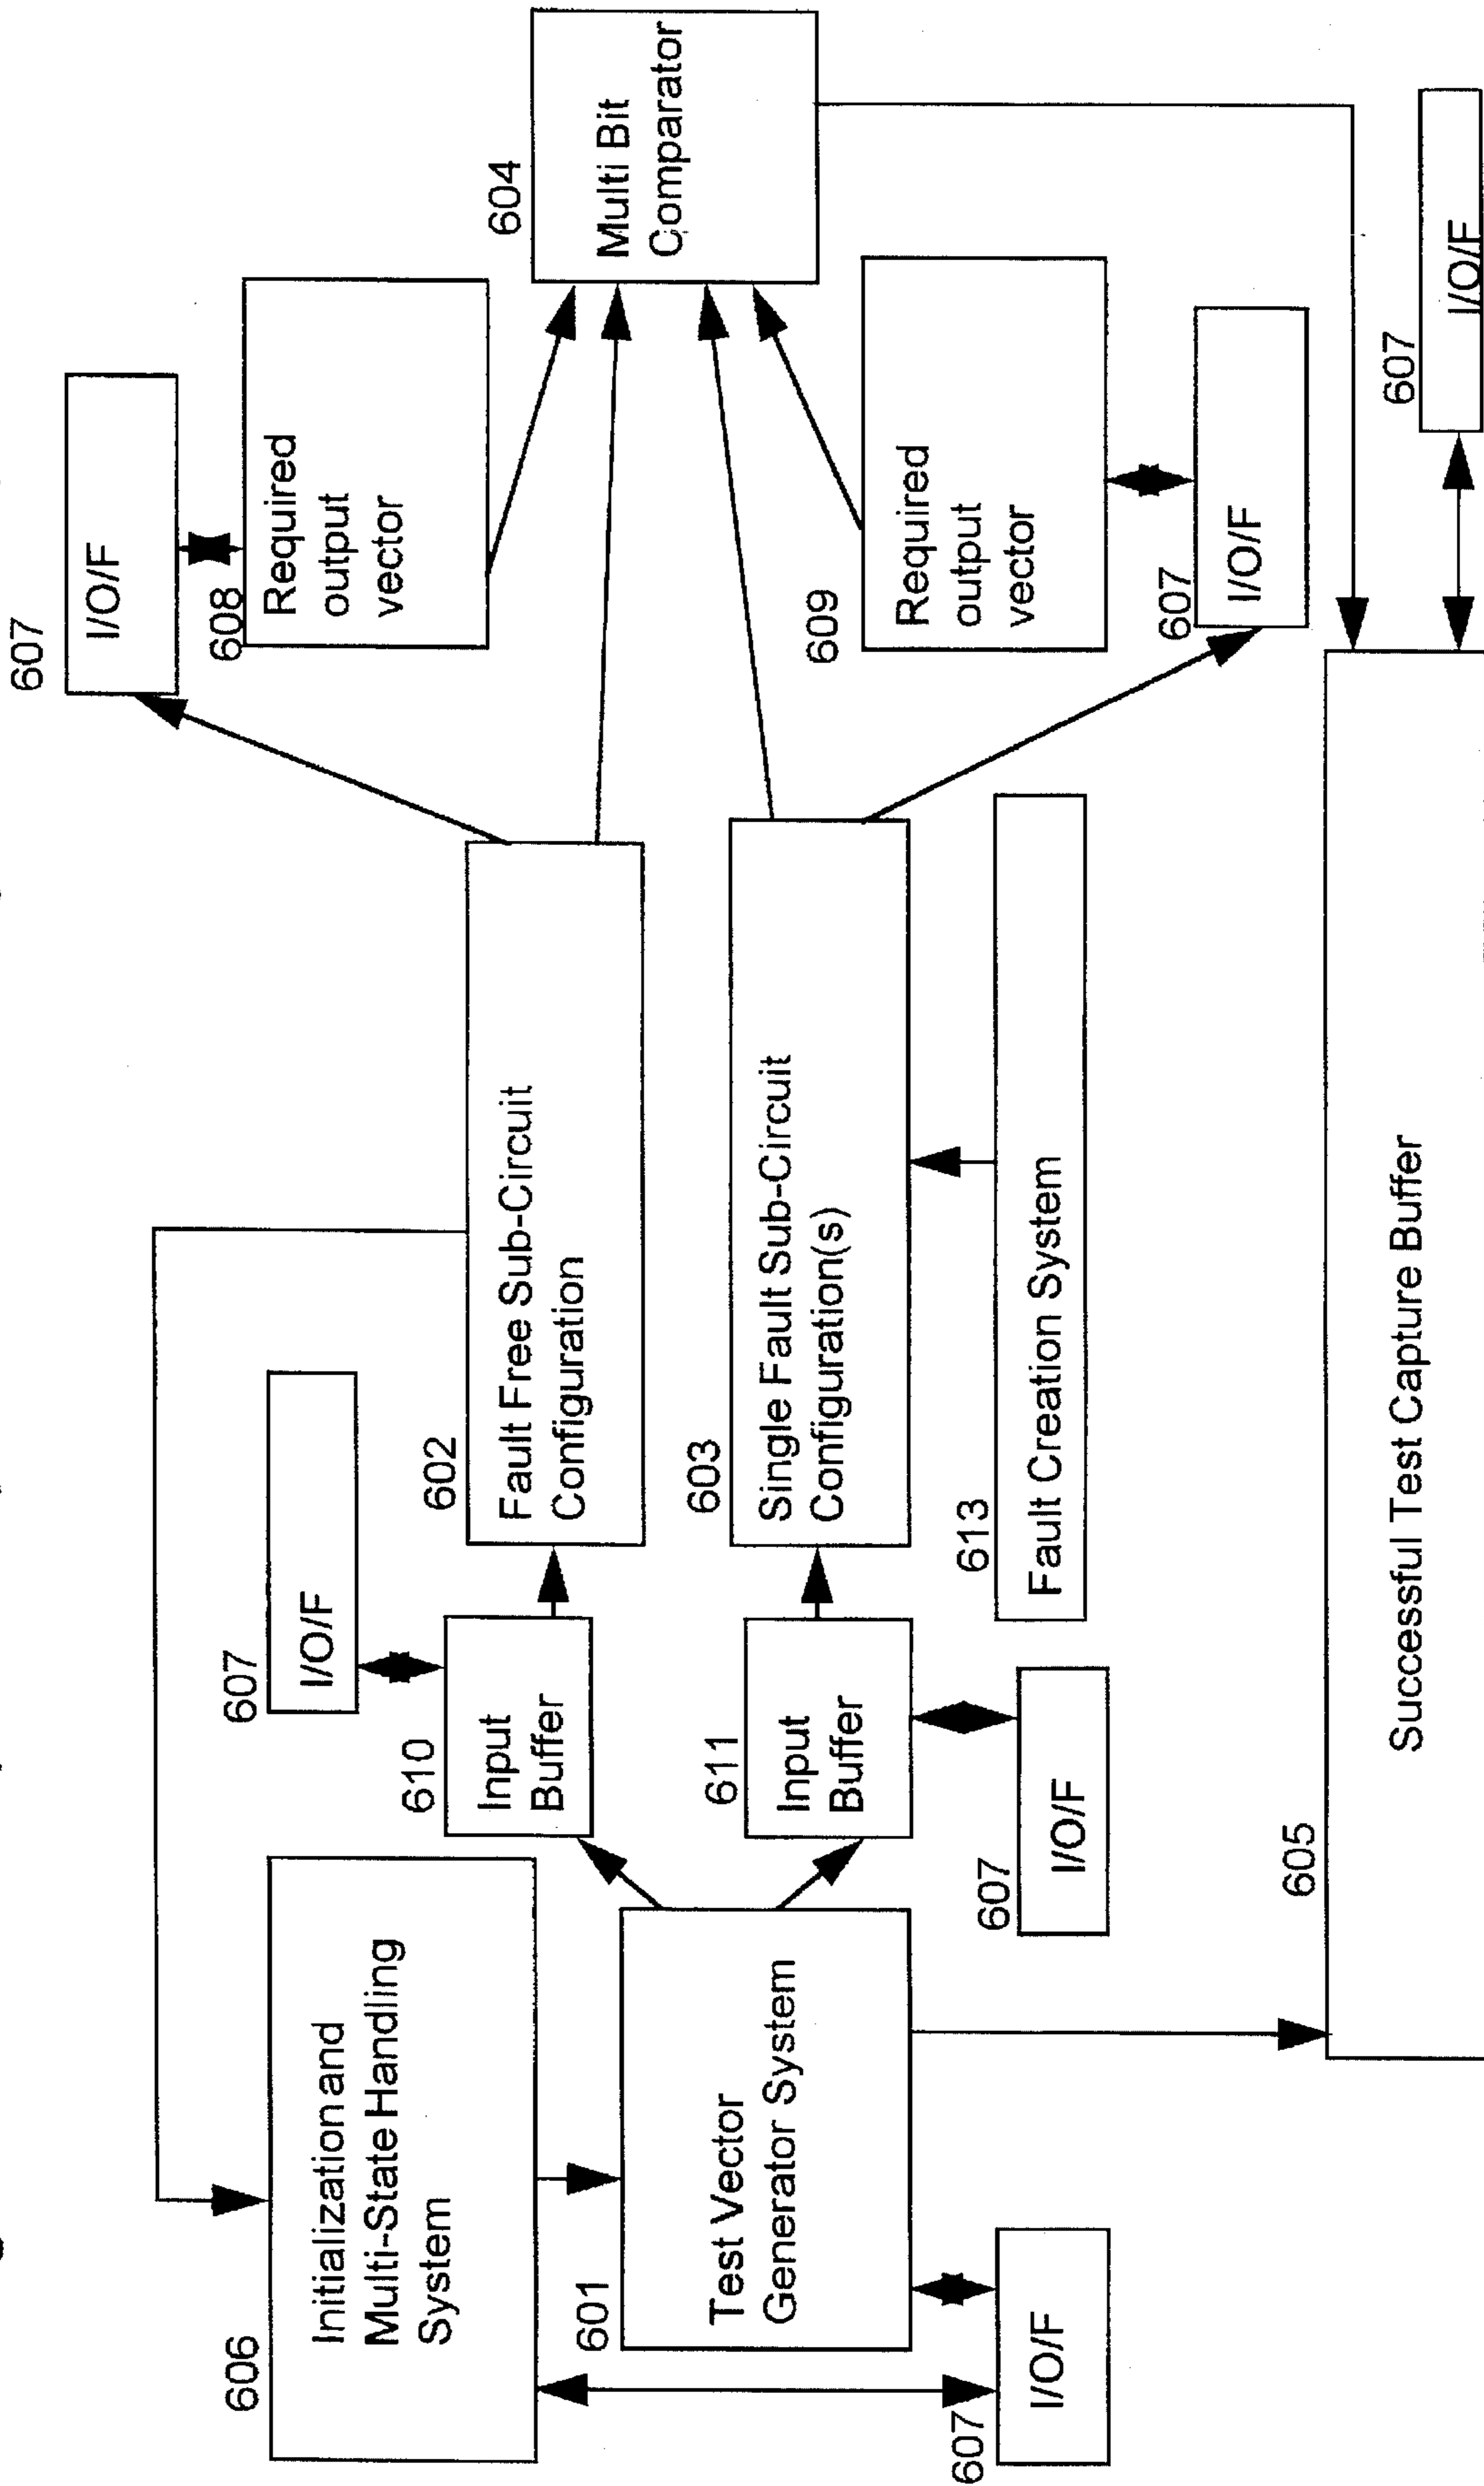 607
I/O/F
608
Required
output
vector
604
Multi Bit
Comparator
609
Required
output
vector
607
I/O/F
607
I/O/F
607
I/O/F
602
Fault Free Sub-Circuit
Configuration
603
Single Fault Sub-Circuit
Configuration(s)
613
Fault Creation System
610
Input
Buffer
611
Input
Buffer
607
I/O/F
606
Initialization and
Multi-State Handling
System
601
Test Vector
Generator System
607
I/O/F
605
Successful Test Capture Buffer